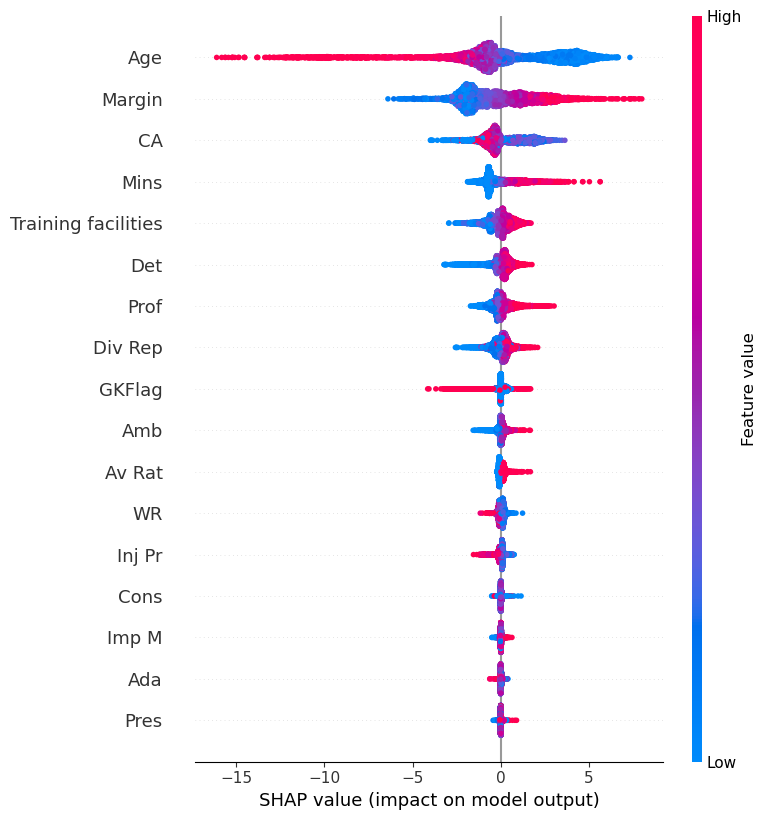 High
Age
Margin
CA
Mins
Training facilities
Det
Prof
Div Rep
GKFlag
Amb
Av Rat
WR
Inj Pr
Cons
Imp M
Ada
Pres
Feature value
Low
−15 −10 −5 0 5
SHAP value (impact on model output)